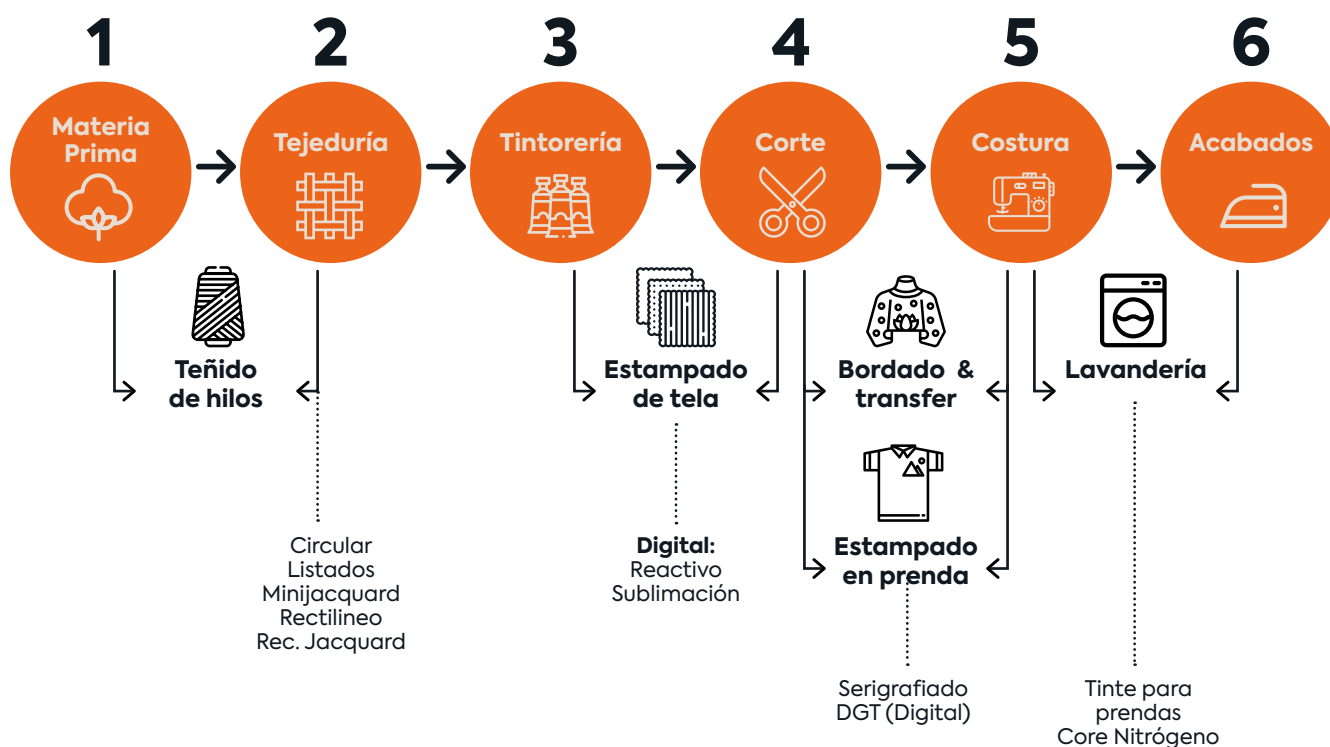 1
2
3
4
5
6
Materia
Prima
Tejeduría
Tintorería
Corte
Costura
Acabados
Teñido
de hilos
Estampado
de tela
Bordado &
transfer
Lavandería
Estampado
en prenda
Circular
Listados
Minijacquard
Rectilineo
Rec. Jacquard
Digital:
Reactivo
Sublimación
Serigrafiado
DGT (Digital)
Tinte para
prendas
Core Nitrógeno